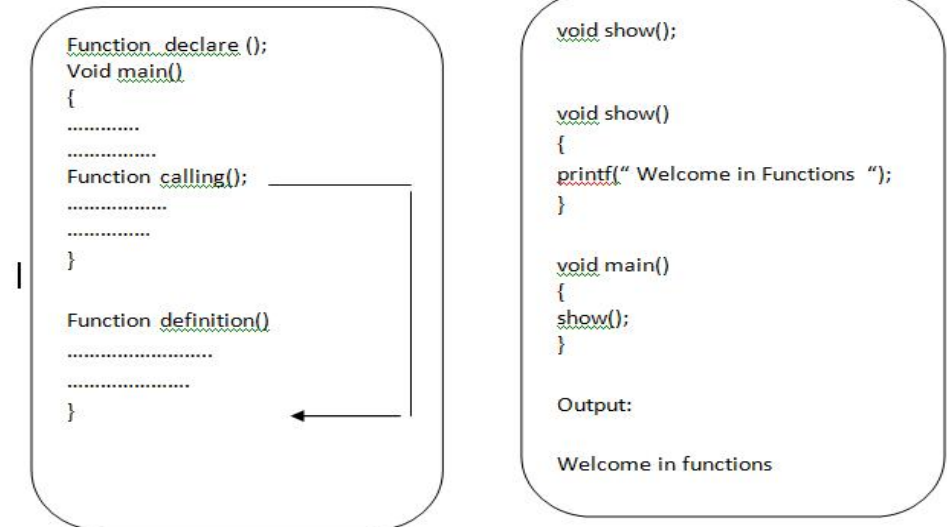 Function declare ();
Void main()
{
.............
................
Function calling();
..................
...............
}
Function definition()
..........................
......................
}
void show();
void show()
{
printf(“ Welcome in Functions “);
}
void main()
{
show();
}
Output:
Welcome in functions